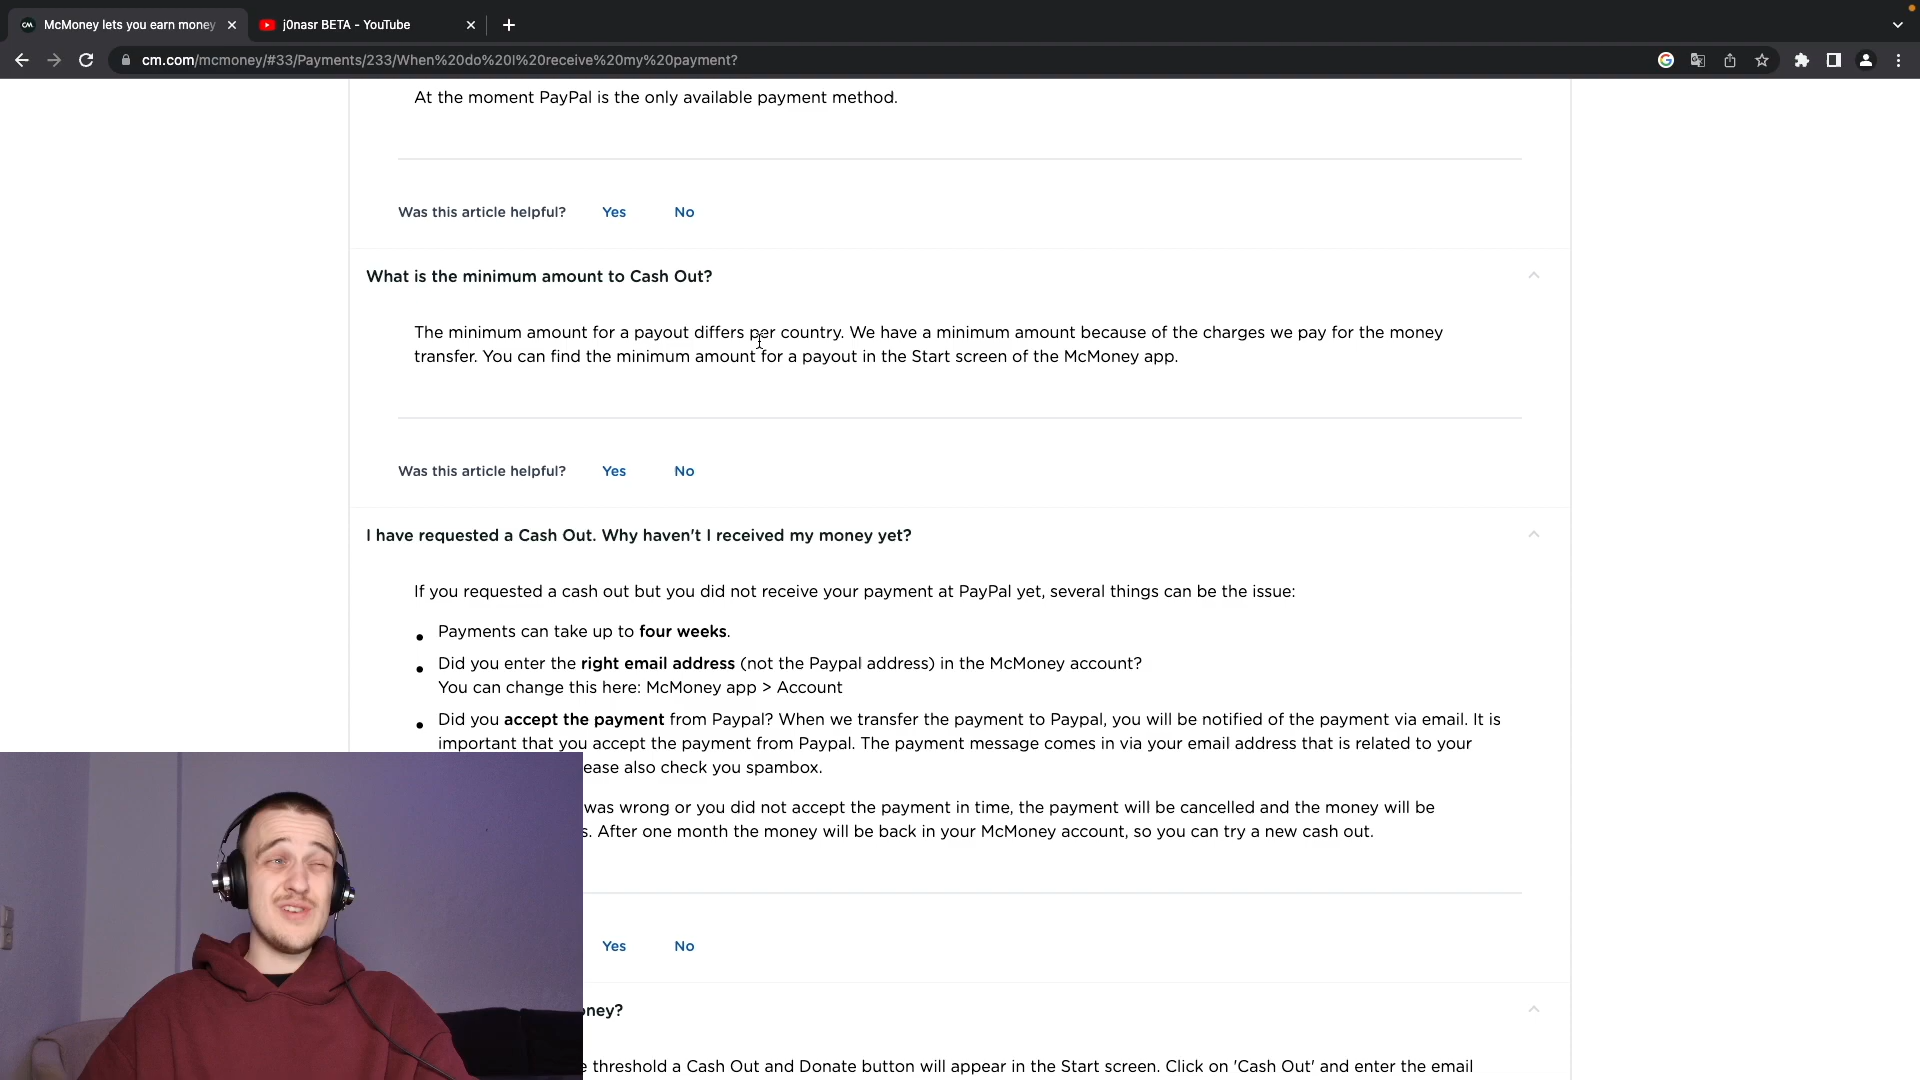 McMoney lets you earn money
j0nasr BETA - YouTube
cm.com/mcmoney/#33/Payments/233/When%20do%20I%20receive%20my%20payment?
At the moment PayPal is the only available payment method.
Was this article helpful? Yes No
What is the minimum amount to Cash Out?
The minimum amount for a payout differs per country. We have a minimum amount because of the charges we pay for the money
transfer. You can find the minimum amount for a payout in the Start screen of the McMoney app.
Was this article helpful? Yes No
I have requested a Cash Out. Why haven't I received my money yet?
If you requested a cash out but you did not receive your payment at PayPal yet, several things can be the issue:
Payments can take up to four weeks.
Did you enter the right email address (not the Paypal address) in the McMoney account?
You can change this here: McMoney app > Account
Did you accept the payment from Paypal? When we transfer the payment to Paypal, you will be notified of the payment via email. It is
important that you accept the payment from Paypal. The payment message comes in via your email address that is related to your
ease also check you spambox.
was wrong or you did not accept the payment in time, the payment will be cancelled and the money will be
s. After one month the money will be back in your McMoney account, so you can try a new cash out.
Yes No
oney?
e threshold a Cash Out and Donate button will appear in the Start screen. Click on 'Cash Out' and enter the email